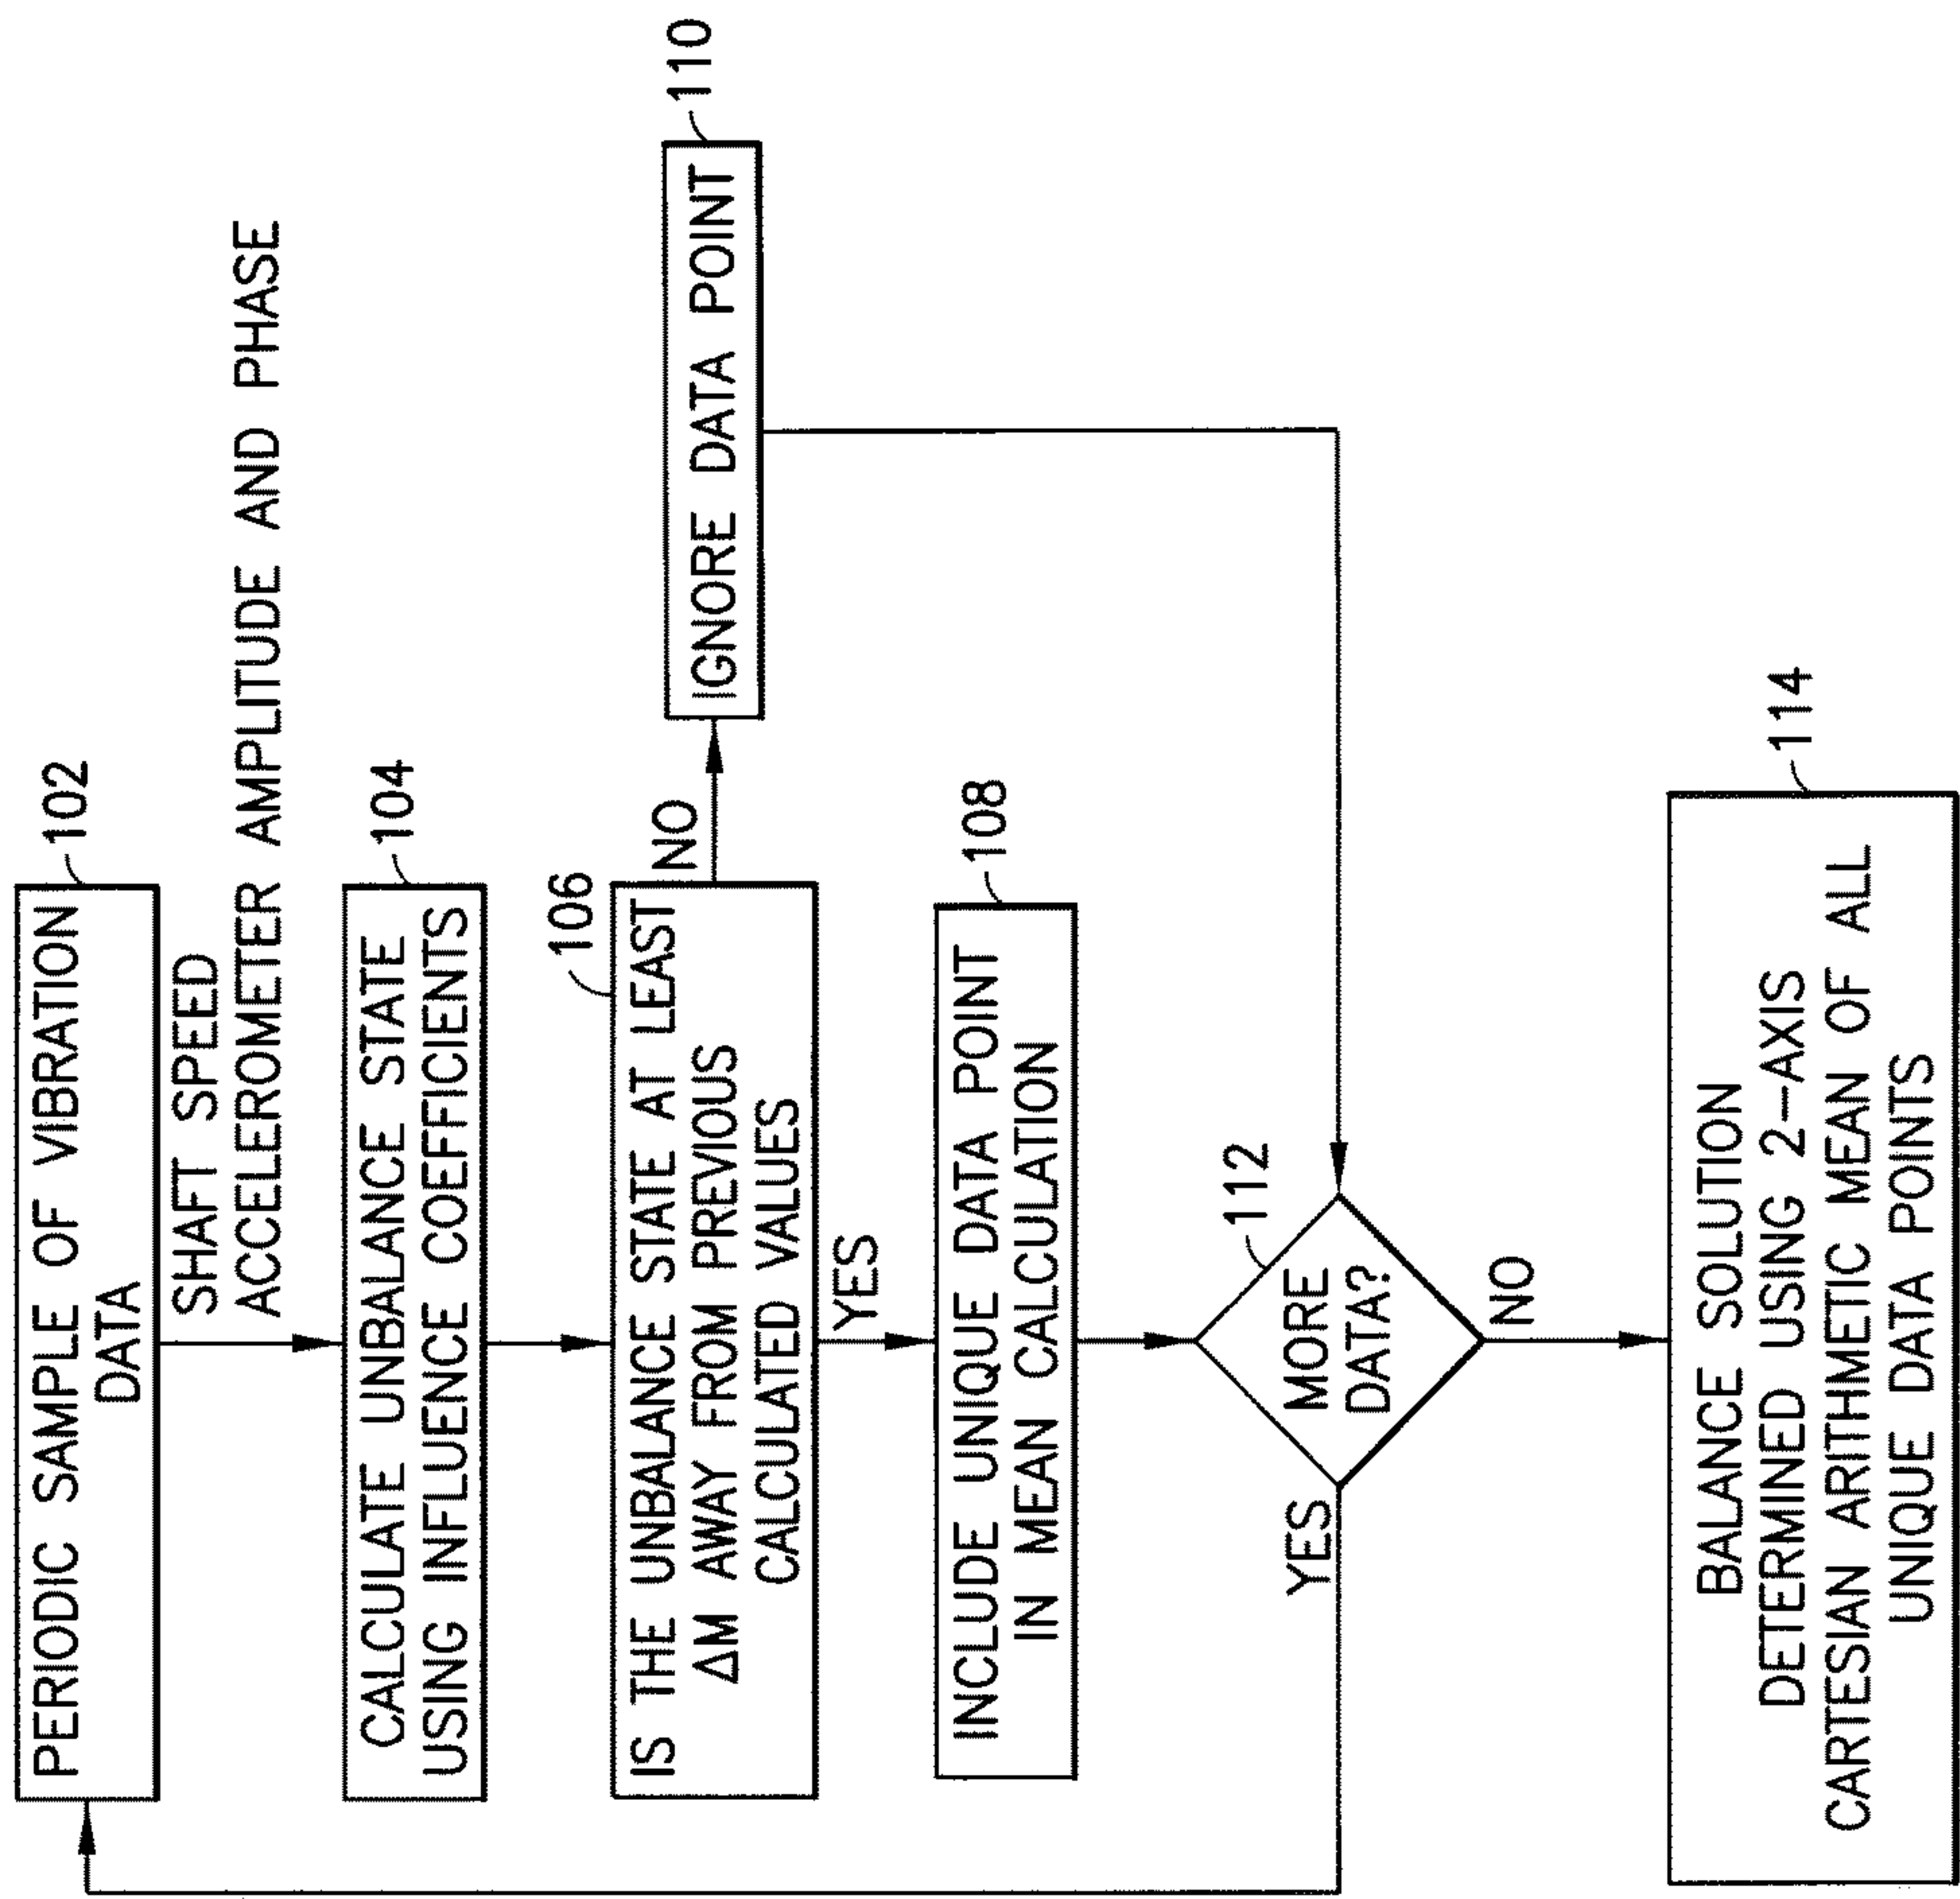 PERIODIC SAMPLE OF VIBRATION
DATA
102
SHAFT SPEED
ACCELEROMETER AMPLITUDE AND PHASE
CALCULATE UNBALANCE STATE
USING INFLUENCE COEFFICIENTS
104
106
IS THE UNBALANCE STATE AT LEAST
ΔM AWAY FROM PREVIOUS
CALCULATED VALUES
NO
IGNORE DATA POINT
110
YES
INCLUDE UNIQUE DATA POINT
IN MEAN CALCULATION
108
112
MORE
DATA?
YES
NO
BALANCE SOLUTION
DETERMINED USING 2-AXIS
CARTESIAN ARITHMETIC MEAN OF ALL
UNIQUE DATA POINTS
114